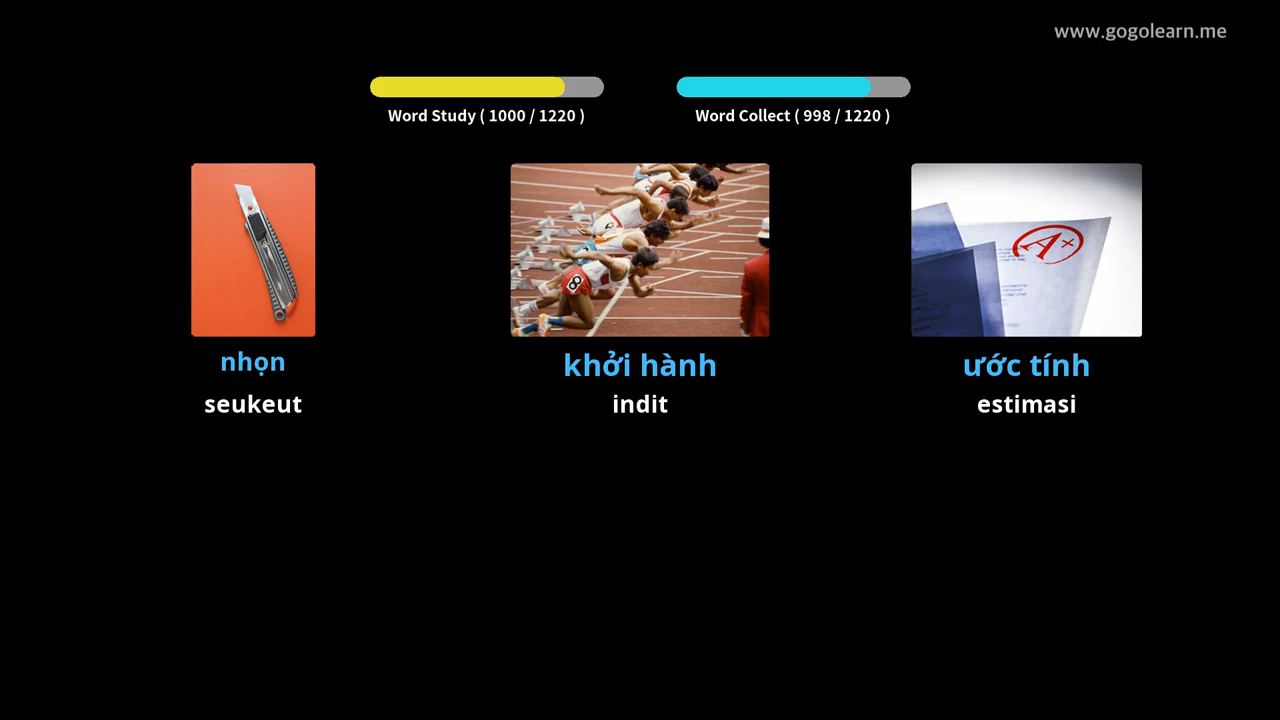 www.gogolearn.me
Word Study ( 1000 / 1220 )
Word Collect ( 998 / 1220 )
8
A+
nhọn
khởi hành
ước tính
seukeut
indit
estimasi